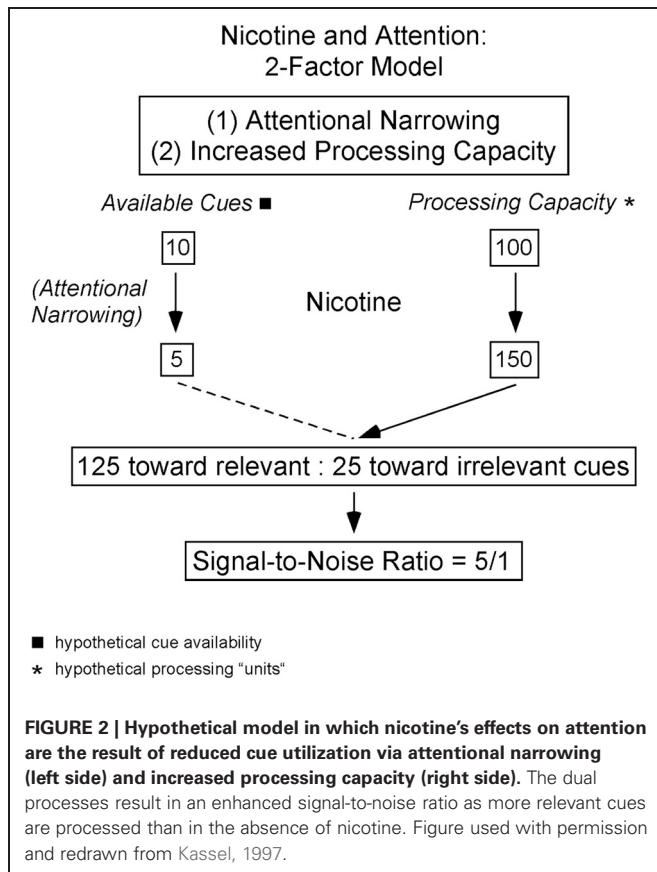 Nicotine and Attention:
2-Factor Model
(1) Attentional Narrowing
(2) Increased Processing Capacity
Available Cues ■
Processing Capacity *
10
100
(Attentional
Narrowing)
Nicotine
5
150
125 toward relevant : 25 toward irrelevant cues
Signal-to-Noise Ratio = 5/1
■ hypothetical cue availability
* hypothetical processing "units"
FIGURE 2 | Hypothetical model in which nicotine's effects on attention
are the result of reduced cue utilization via attentional narrowing
(left side) and increased processing capacity (right side). The dual
processes result in an enhanced signal-to-noise ratio as more relevant cues
are processed than in the absence of nicotine. Figure used with permission
and redrawn from Kassel, 1997.